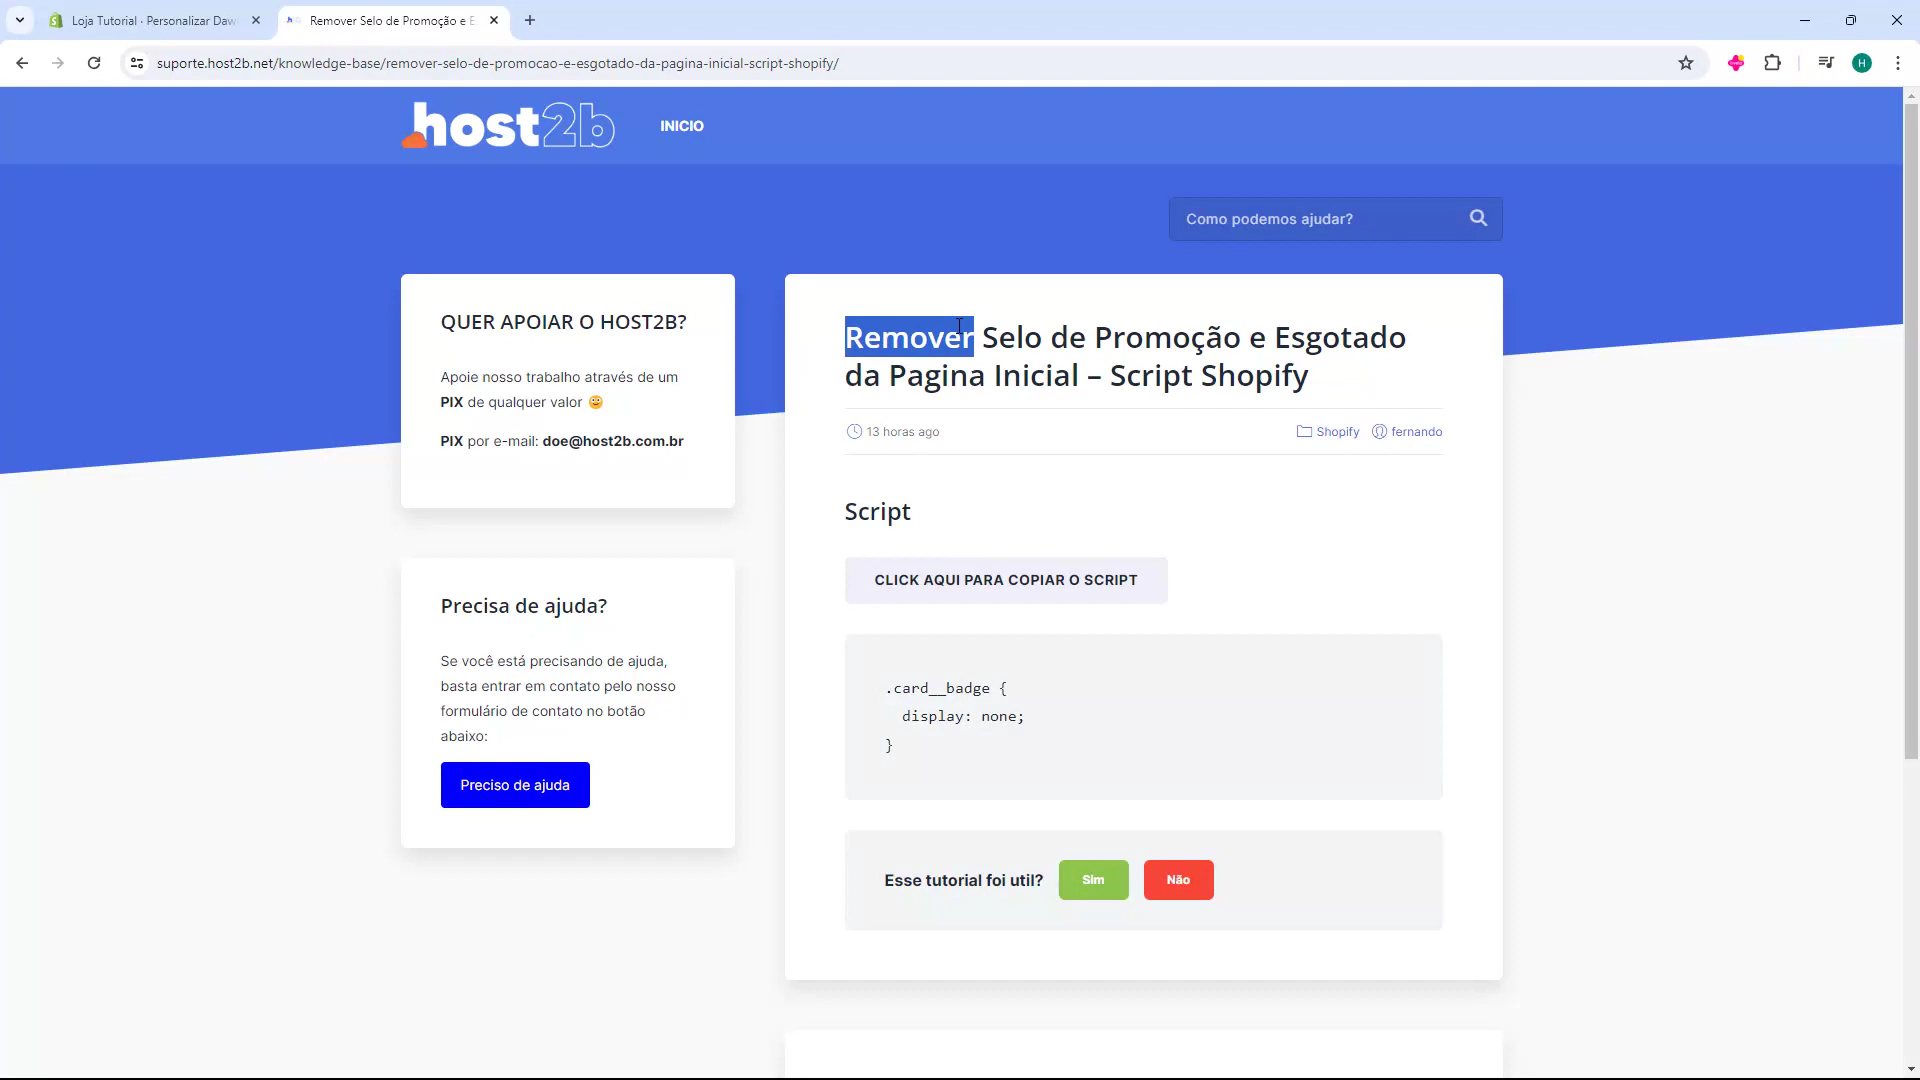 Loja Tutorial · Personalizar Daw
Remover Selo de Promoção e E
suporte.host2b.net/knowledge-base/remover-selo-de-promocao-e-esgotado-da-pagina-inicial-script-shopify/
H
host2b
INICIO
Como podemos ajudar?
QUER APOIAR O HOST2B?
Apoie nosso trabalho através de um
PIX de qualquer valor
PIX por e-mail: doe@host2b.com.br
Precisa de ajuda?
Se você está precisando de ajuda,
basta entrar em contato pelo nosso
formulário de contato no botão
abaixo:
Preciso de ajuda
Remover Selo de Promoção e Esgotado
da Pagina Inicial – Script Shopify
13 horas ago
Shopify
fernando
Script
CLICK AQUI PARA COPIAR O SCRIPT
.card__badge {
display: none;
}
Esse tutorial foi util?
Sim
Não